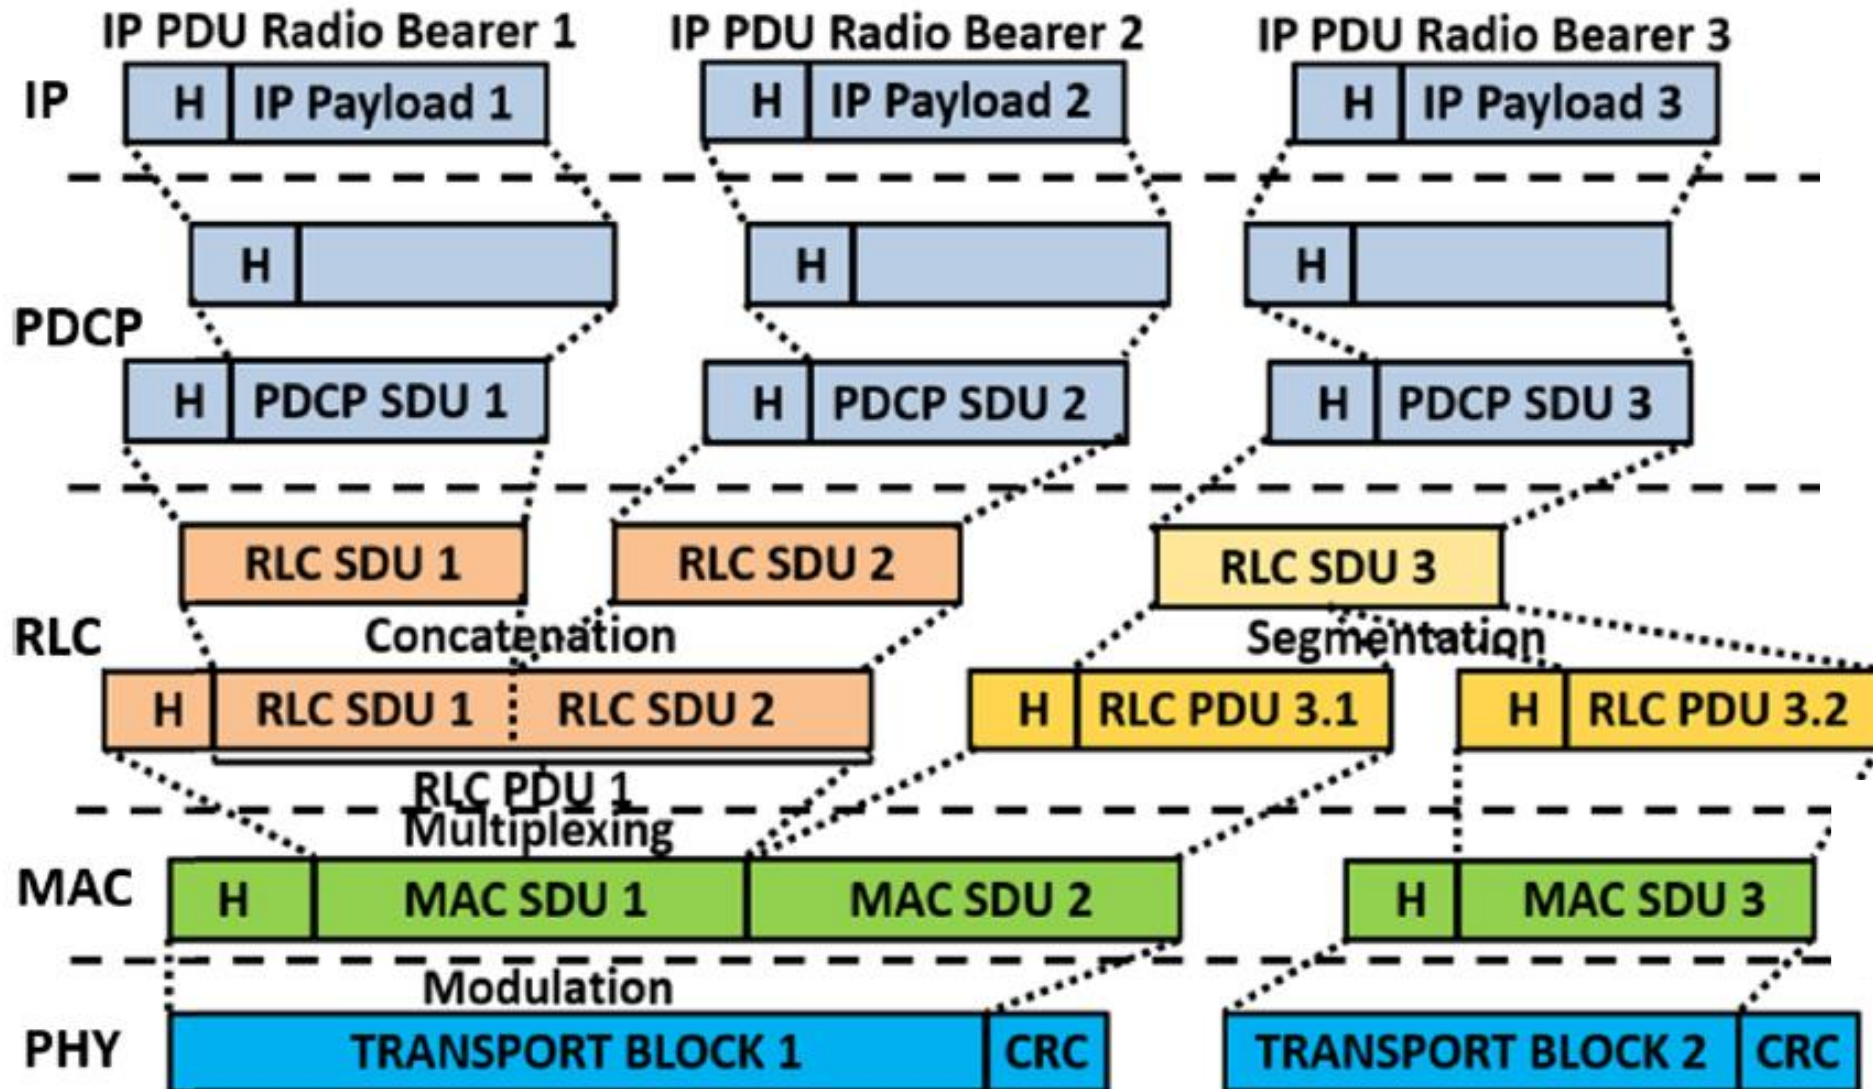 IP PDU Radio Bearer 1 IP PDU Radio Bearer 2 IP PDU Radio Bearer 3
IP H IP Payload 1 H IP Payload 2 H IP Payload 3
H H H
PDCP
H PDCP SDU 1 H PDCP SDU 2 H PDCP SDU 3
RLC SDU 1 RLC SDU 2 RLC SDU 3
RLC Concatenation Segmentation
H RLC SDU 1 RLC SDU 2 H RLC PDU 3.1 H RLC PDU 3.2
RLC PDU 1
Multiplexing
MAC H MAC SDU 1 MAC SDU 2 H MAC SDU 3
Modulation
PHY TRANSPORT BLOCK 1 CRC TRANSPORT BLOCK 2 CRC